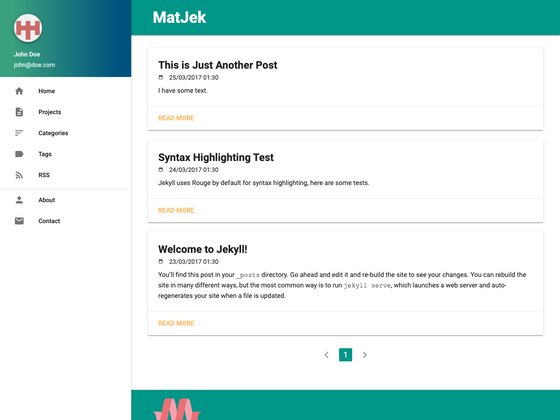 John Doe
john@doe.com
Home
Projects
Categories
Tags
RSS
About
Contact
MatJek
This is Just Another Post
25/03/2017 01:30
I have some text.
READ MORE
Syntax Highlighting Test
24/03/2017 01:30
Jekyll uses Rouge by default for syntax highlighting, here are some tests.
READ MORE
Welcome to Jekyll!
23/03/2017 01:30
You'll find this post in your _posts directory. Go ahead and edit it and re-build the site to see your changes. You can rebuild the
site in many different ways, but the most common way is to run jekyll serve, which launches a web server and auto-
regenerates your site when a file is updated.
READ MORE
1